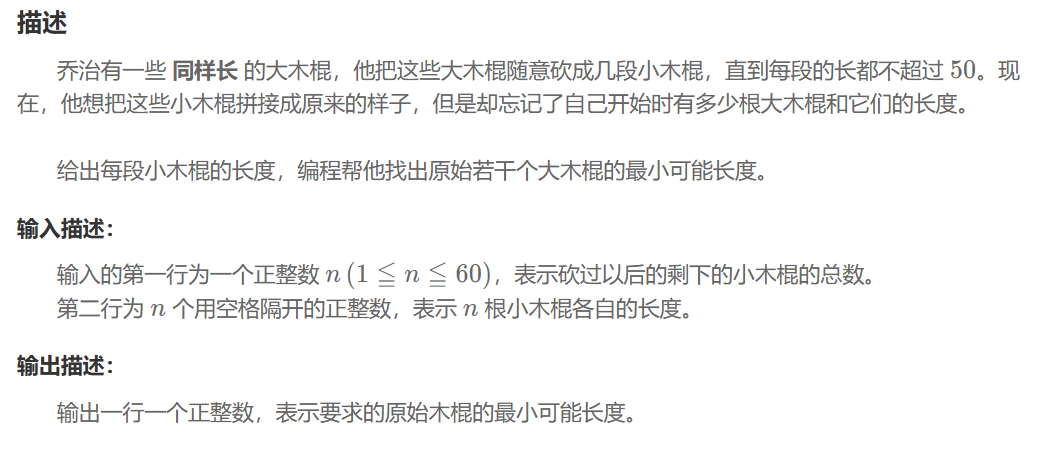 描述
乔治有一些 同样长 的大木棍，他把这些大木棍随意砍成几段小木棍，直到每段的长都不超过 50。现
在，他想把这些小木棍拼接成原来的样子，但是却忘记了自己开始时有多少根大木棍和它们的长度。
给出每段小木棍的长度，编程帮他找出原始若干个大木棍的最小可能长度。
输入描述：
输入的第一行为一个正整数 n (1 ≦ n ≦ 60)，表示砍过以后的剩下的小木棍的总数。
第二行为 n 个用空格隔开的正整数，表示 n 根小木棍各自的长度。
输出描述：
输出一行一个正整数，表示要求的原始木棍的最小可能长度。